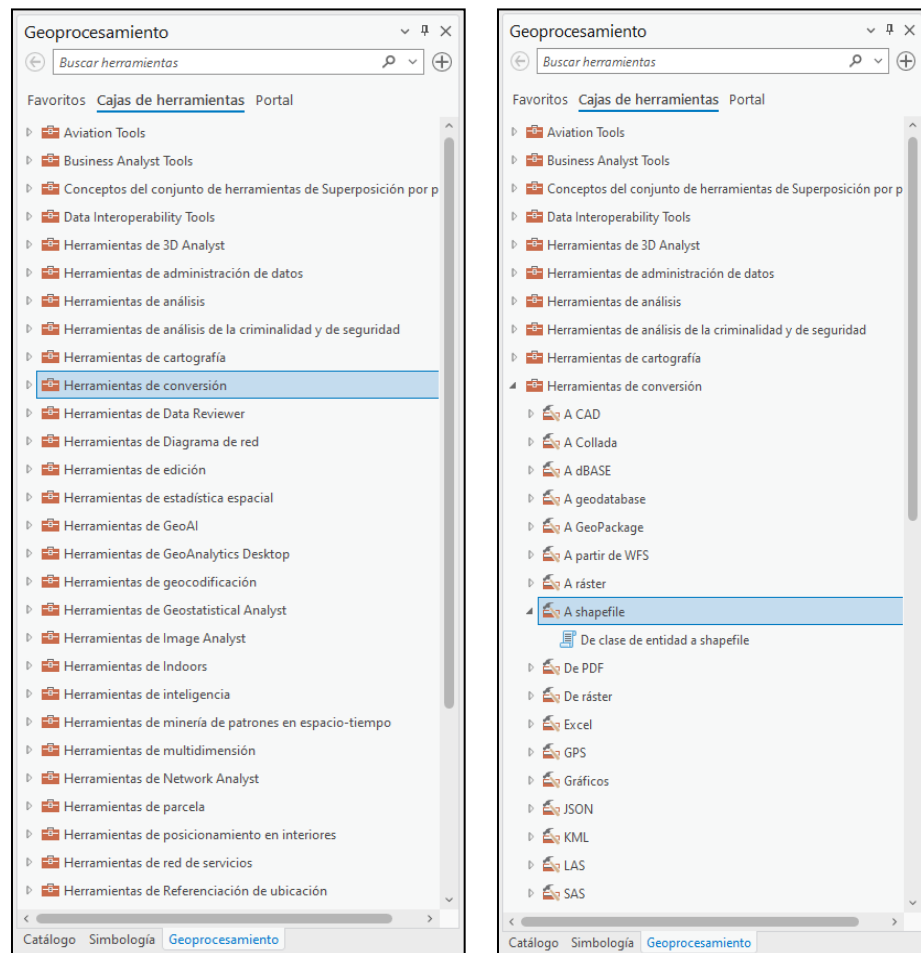 Geoprocesamiento
Buscar herramientas
Favoritos Cajas de herramientas Portal
Aviation Tools
Business Analyst Tools
Conceptos del conjunto de herramientas de Superposición por p
Data Interoperability Tools
Herramientas de 3D Analyst
Herramientas de administración de datos
Herramientas de análisis
Herramientas de análisis de la criminalidad y de seguridad
Herramientas de cartografía
Herramientas de conversión
Herramientas de Data Reviewer
Herramientas de Diagrama de red
Herramientas de edición
Herramientas de estadística espacial
Herramientas de GeoAI
Herramientas de GeoAnalytics Desktop
Herramientas de geocodificación
Herramientas de Geostatistical Analyst
Herramientas de Image Analyst
Herramientas de Indoors
Herramientas de inteligencia
Herramientas de minería de patrones en espacio-tiempo
Herramientas de multidimensión
Herramientas de Network Analyst
Herramientas de parcela
Herramientas de posicionamiento en interiores
Herramientas de red de servicios
Herramientas de Referenciación de ubicación
Catálogo Simbología Geoprocesamiento
Geoprocesamiento
Buscar herramientas
Favoritos Cajas de herramientas Portal
Aviation Tools
Business Analyst Tools
Conceptos del conjunto de herramientas de Superposición por p
Data Interoperability Tools
Herramientas de 3D Analyst
Herramientas de administración de datos
Herramientas de análisis
Herramientas de análisis de la criminalidad y de seguridad
Herramientas de cartografía
Herramientas de conversión
A CAD
A Collada
A dBASE
A geodatabase
A GeoPackage
A partir de WFS
A ráster
A shapefile
De clase de entidad a shapefile
De PDF
De ráster
Excel
GPS
Gráficos
JSON
KML
LAS
SAS
Catálogo Simbología Geoprocesamiento